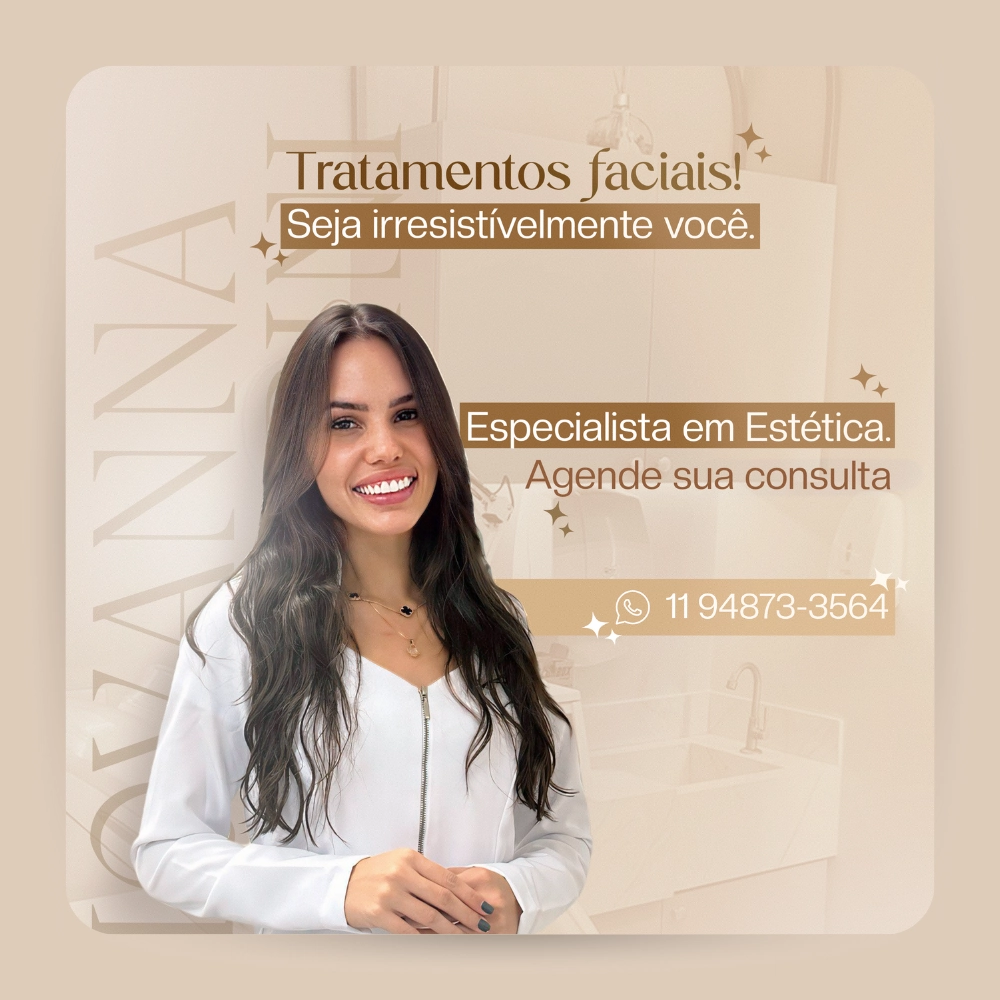 Tratamentos faciais!
Seja irresistívelmente você.
Especialista em Estética.
Agende sua consulta
11 94873-3564